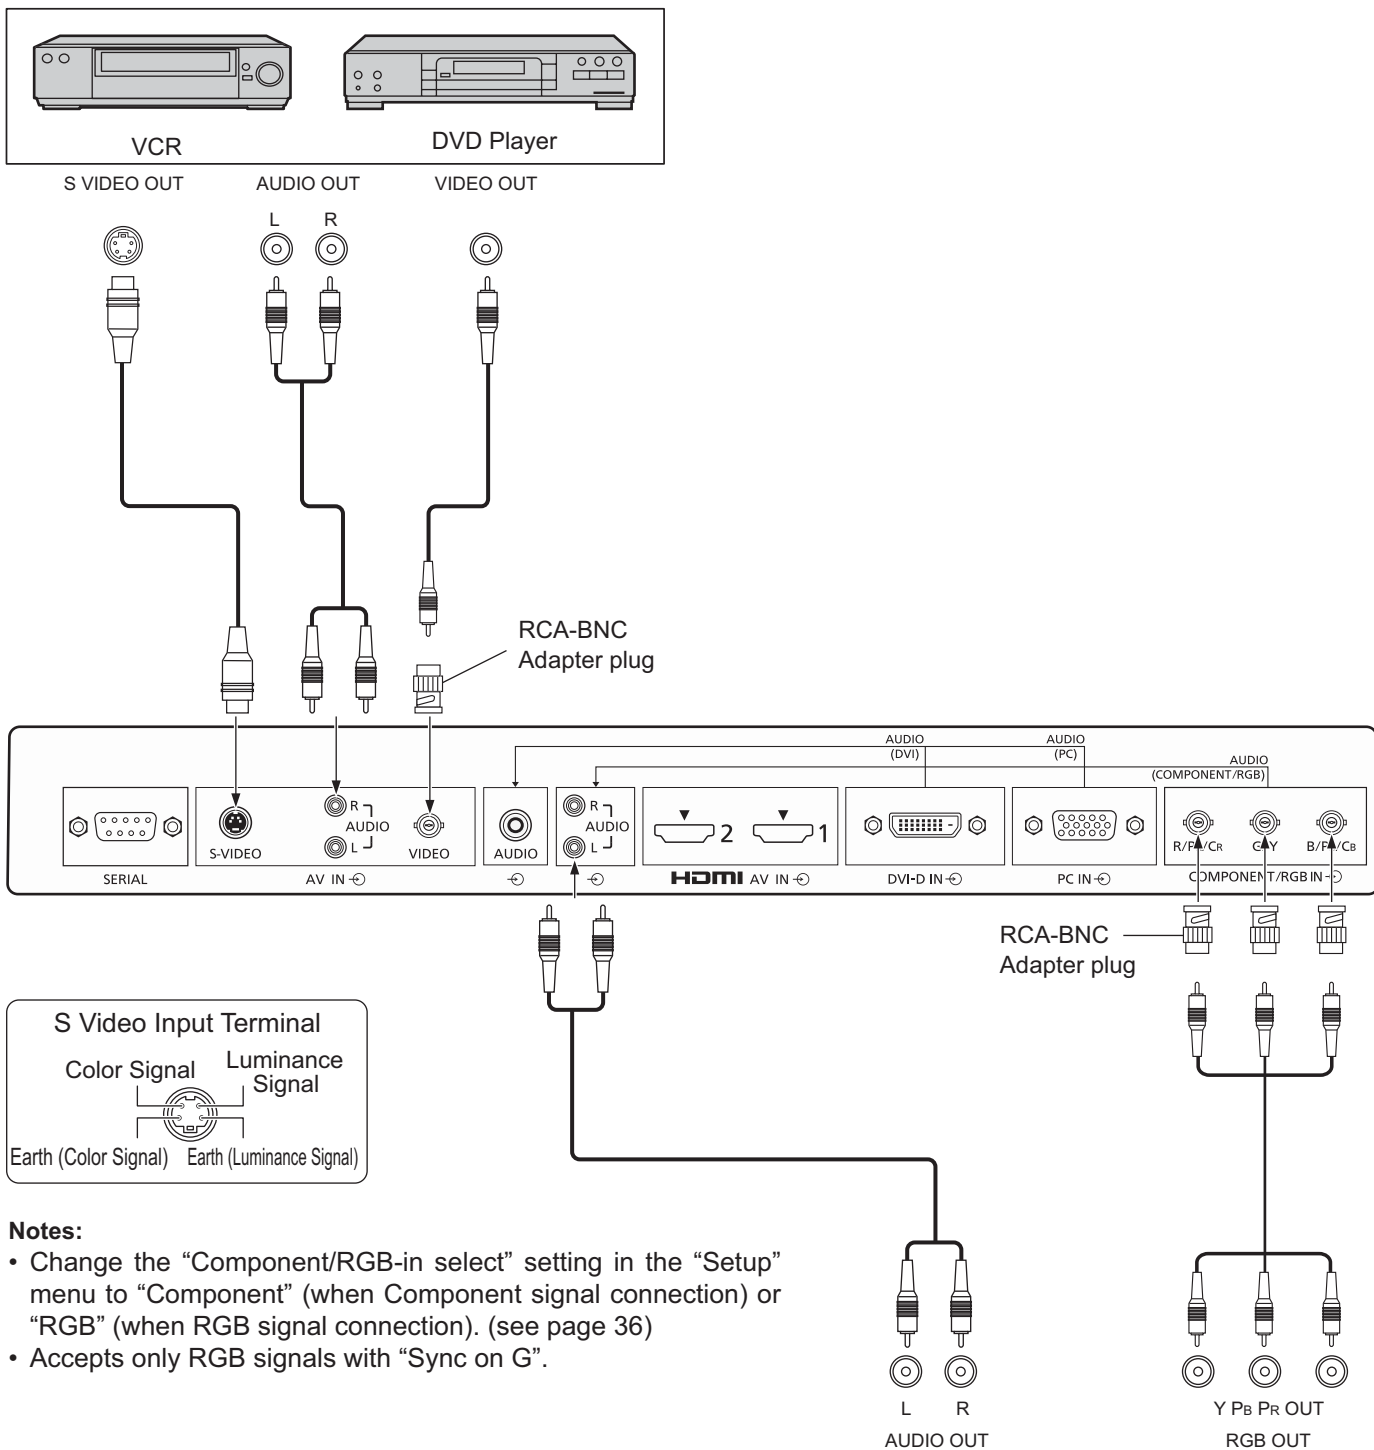 VCR
DVD Player
S VIDEO OUT
AUDIO OUT
VIDEO OUT
L
R
RCA-BNC
Adapter plug
AUDIO
(DVI)
AUDIO
(PC)
AUDIO
(COMPONENT/RGB)
S-VIDEO
R
AUDIO
L
VIDEO
AUDIO
R
AUDIO
L
2
1
R/PR/CR
G/Y
B/PB/CB
SERIAL
AV IN
HDMI AV IN
DVI-D IN
PC IN
COMPONENT/RGB IN
RCA-BNC
Adapter plug
S Video Input Terminal
Color Signal
Luminance
Signal
Earth (Color Signal)
Earth (Luminance Signal)
Notes:
• Change the “Component/RGB-in select” setting in the “Setup”
menu to “Component” (when Component signal connection) or
“RGB” (when RGB signal connection). (see page 36)
• Accepts only RGB signals with “Sync on G”.
L
R
AUDIO OUT
Y PB PR OUT
RGB OUT